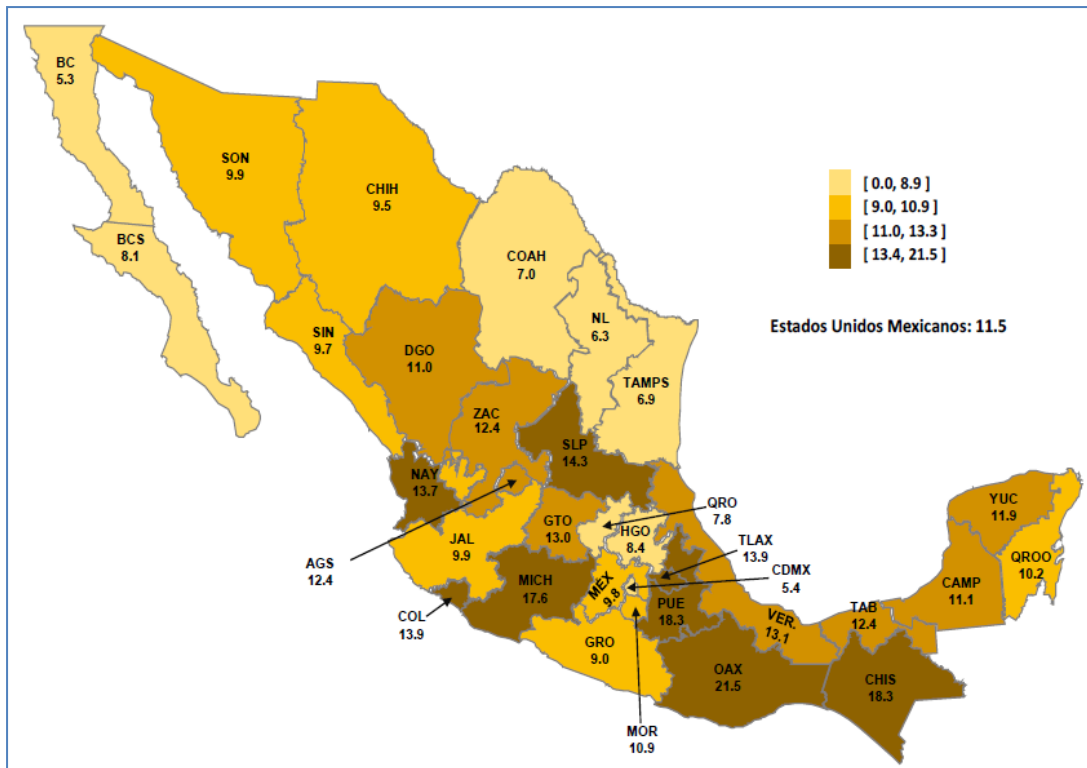 BC
5.3
SON
9.9
CHIH
9.5
BCS
8.1
COAH
7.0
NL
6.3
TAMPS
6.9
SIN
9.7
DGO
11.0
ZAC
12.4
SLP
14.3
NAY
13.7
AGS
12.4
JAL
9.9
GTO
13.0
QRO
7.8
HGO
8.4
TLAX
13.9
CDMX
5.4
COL
13.9
MICH
17.6
MÉX
9.8
PUE
18.3
VER.
13.1
GRO
9.0
MOR
10.9
OAX
21.5
TAB
12.4
CHIS
18.3
CAMP
11.1
YUC
11.9
QROO
10.2
[ 0.0, 8.9 ]
[ 9.0, 10.9 ]
[ 11.0, 13.3 ]
[ 13.4, 21.5 ]
Estados Unidos Mexicanos: 11.5